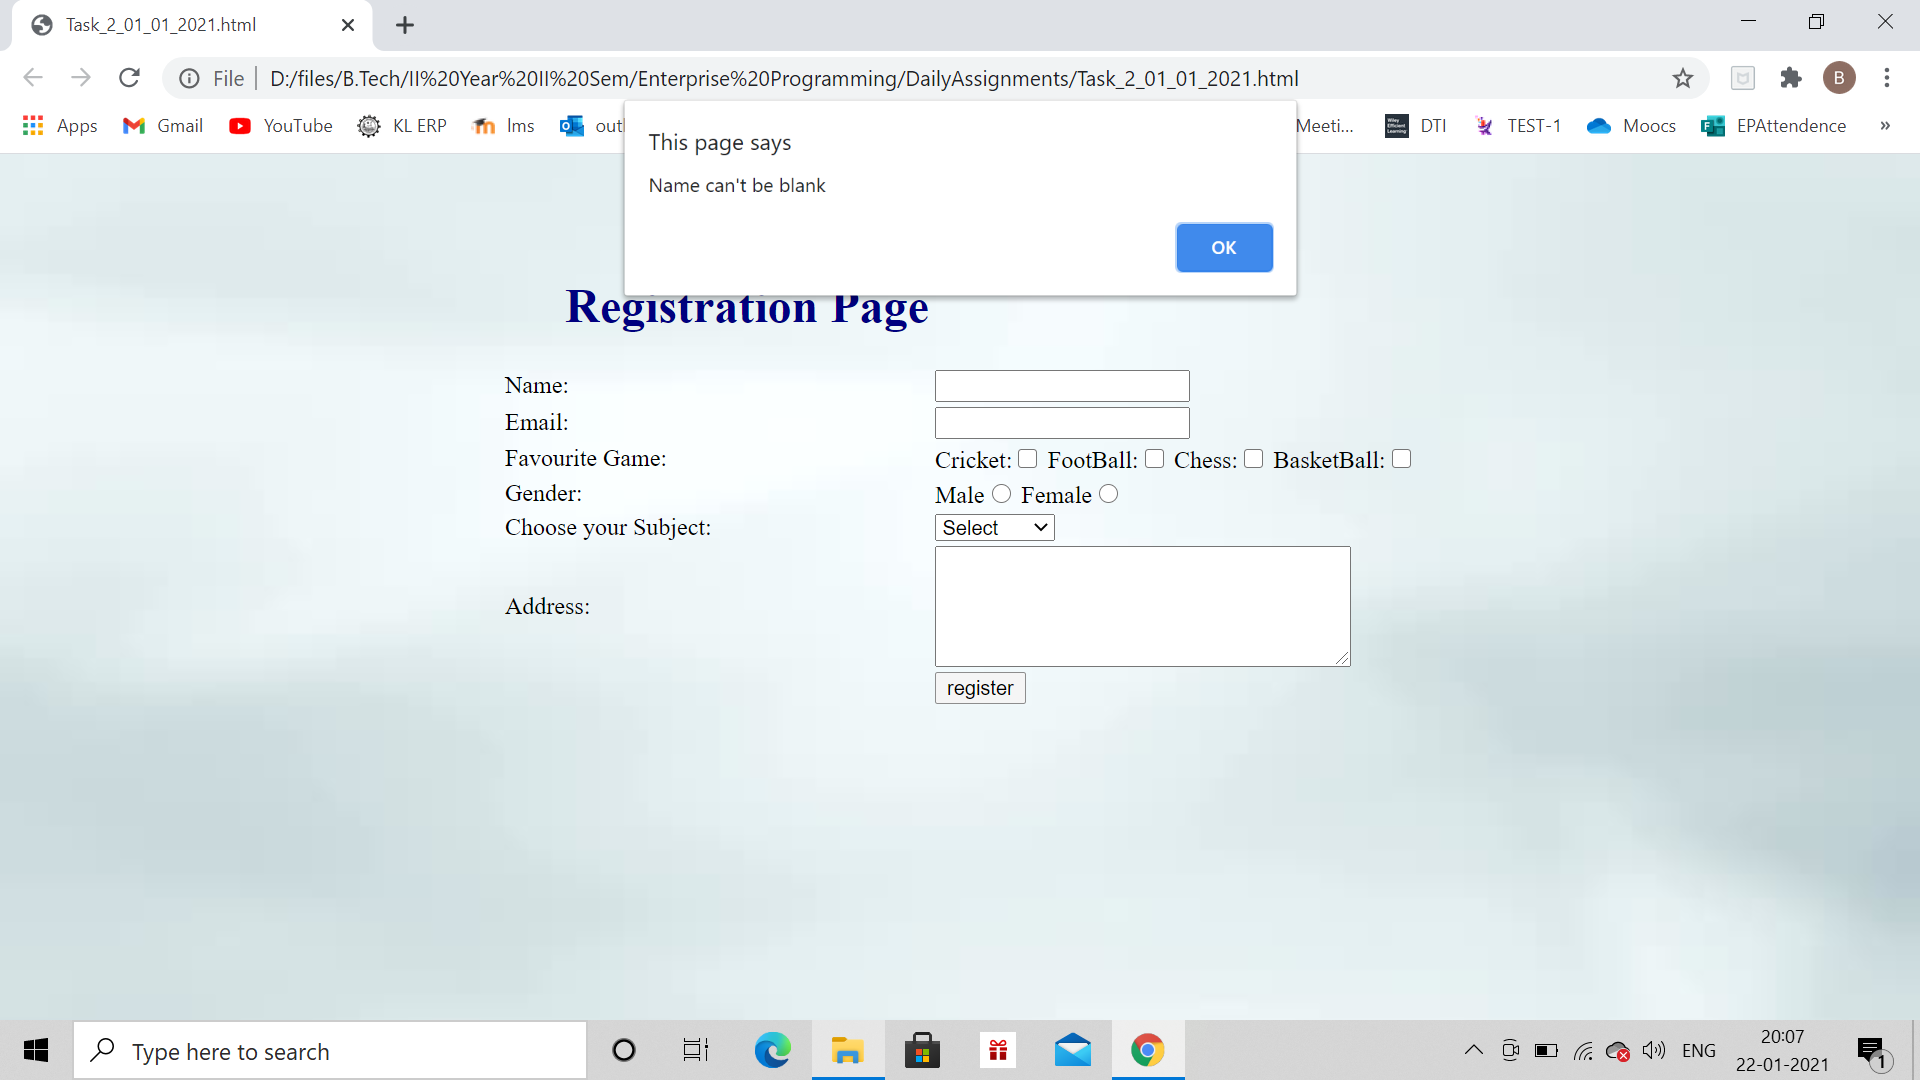 Task_2_01_01_2021.html
File
D:/files/B.Tech/II%20Year%20II%20Sem/Enterprise%20Programming/DailyAssignments/Task_2_01_01_2021.html
B
Apps Gmail YouTube KL ERP lms out Meeti... DTI TEST-1 Moocs EPAttendence »
This page says
Name can't be blank
OK
Registration Page
Name:
Email:
Favourite Game: Cricket: FootBall: Chess: BasketBall:
Gender: Male Female
Choose your Subject: Select
Address:
register
Type here to search
ENG
20:07
22-01-2021
1